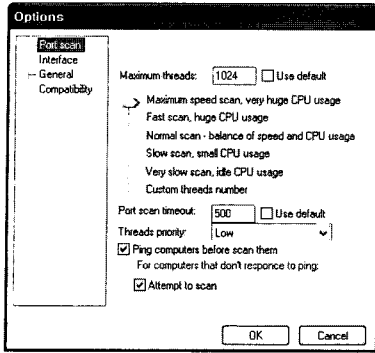 Options
Port scan
Interface
General
Compatibility
Maximum threads: 1024 Use default
Maximum speed scan, very huge CPU usage
Fast scan, huge CPU usage
Normal scan - balance of speed and CPU usage
Slow scan, small CPU usage
Very slow scan, idle CPU usage
Custom threads number
Port scan timeout: 500 Use default
Threads priority: Low
Ping computers before scan them
For computers that don't responce to ping:
Attempt to scan
OK Cancel